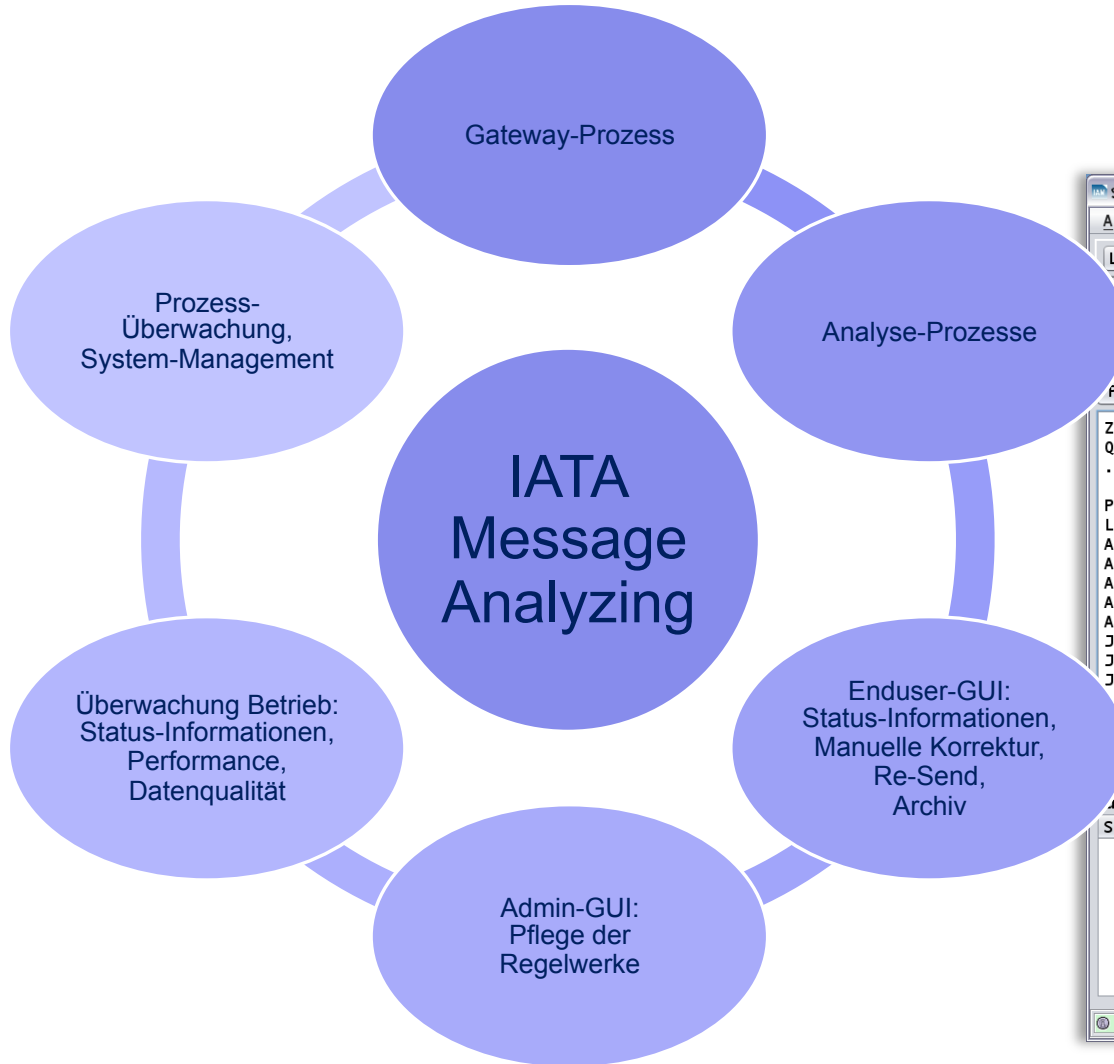 Gateway-Prozess
Analyse-Prozesse
Enduser-GUI:
Status-Informationen,
Manuelle Korrektur,
Re-Send,
Archiv
Admin-GUI:
Pflege der
Regelwerke
Überwachung Betrieb:
Status-Informationen,
Performance,
Datenqualität
Prozess-
Überwachung,
System-Management
IATA
Message
Analyzing